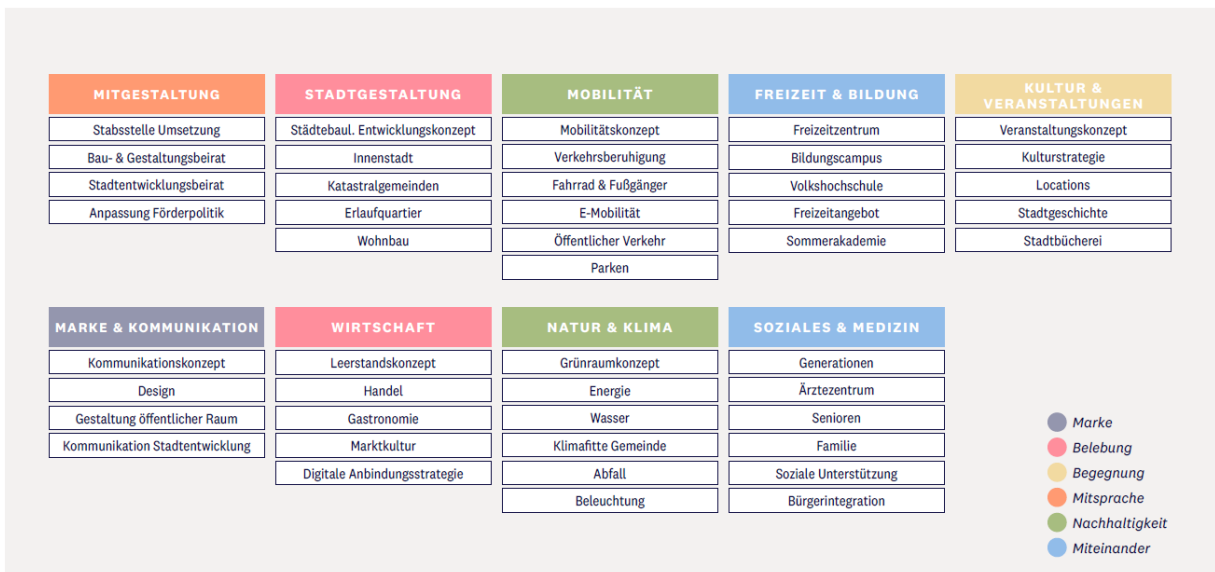 MITGESTALTUNG
Stabsstelle Umsetzung
Bau- & Gestaltungsbeirat
Stadtentwicklungsbeirat
Anpassung Förderpolitik
STADTGESTALTUNG
Städtebaul. Entwicklungskonzept
Innenstadt
Katastralgemeinden
Erlaufquartier
Wohnbau
MOBILITÄT
Mobilitätskonzept
Verkehrsberuhigung
Fahrrad & Fußgänger
E-Mobilität
Öffentlicher Verkehr
Parken
FREIZEIT & BILDUNG
Freizeitzentrum
Bildungscampus
Volkshochschule
Freizeitangebot
Sommerakademie
KULTUR &
VERANSTALTUNGEN
Veranstaltungskonzept
Kulturstrategie
Locations
Stadtgeschichte
Stadtbücherei
MARKE & KOMMUNIKATION
Kommunikationskonzept
Design
Gestaltung öffentlicher Raum
Kommunikation Stadtentwicklung
WIRTSCHAFT
Leerstandskonzept
Handel
Gastronomie
Marktkultur
Digitale Anbindungsstrategie
NATUR & KLIMA
Grünraumkonzept
Energie
Wasser
Klimafitte Gemeinde
Abfall
Beleuchtung
SOZIALES & MEDIZIN
Generationen
Ärztezentrum
Senioren
Familie
Soziale Unterstützung
Bürgerintegration
Marke
Belebung
Begegnung
Mitsprache
Nachhaltigkeit
Miteinander